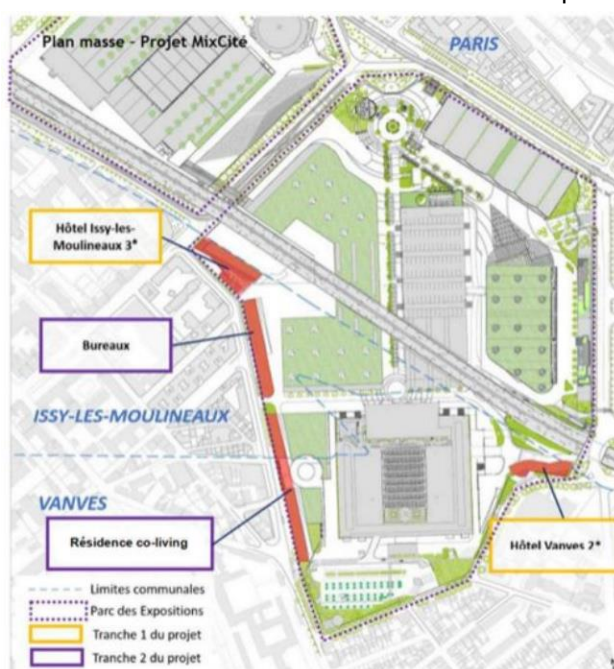 Plan masse - Projet MixCité
PARIS
Hôtel Issy-les-
Moulineaux 3*
Bureaux
ISSY-LES-MOULINEAUX
VANVES
Résidence co-living
Hôtel Vanves 2*
Limites communales
Parc des Expositions
Tranche 1 du projet
Tranche 2 du projet